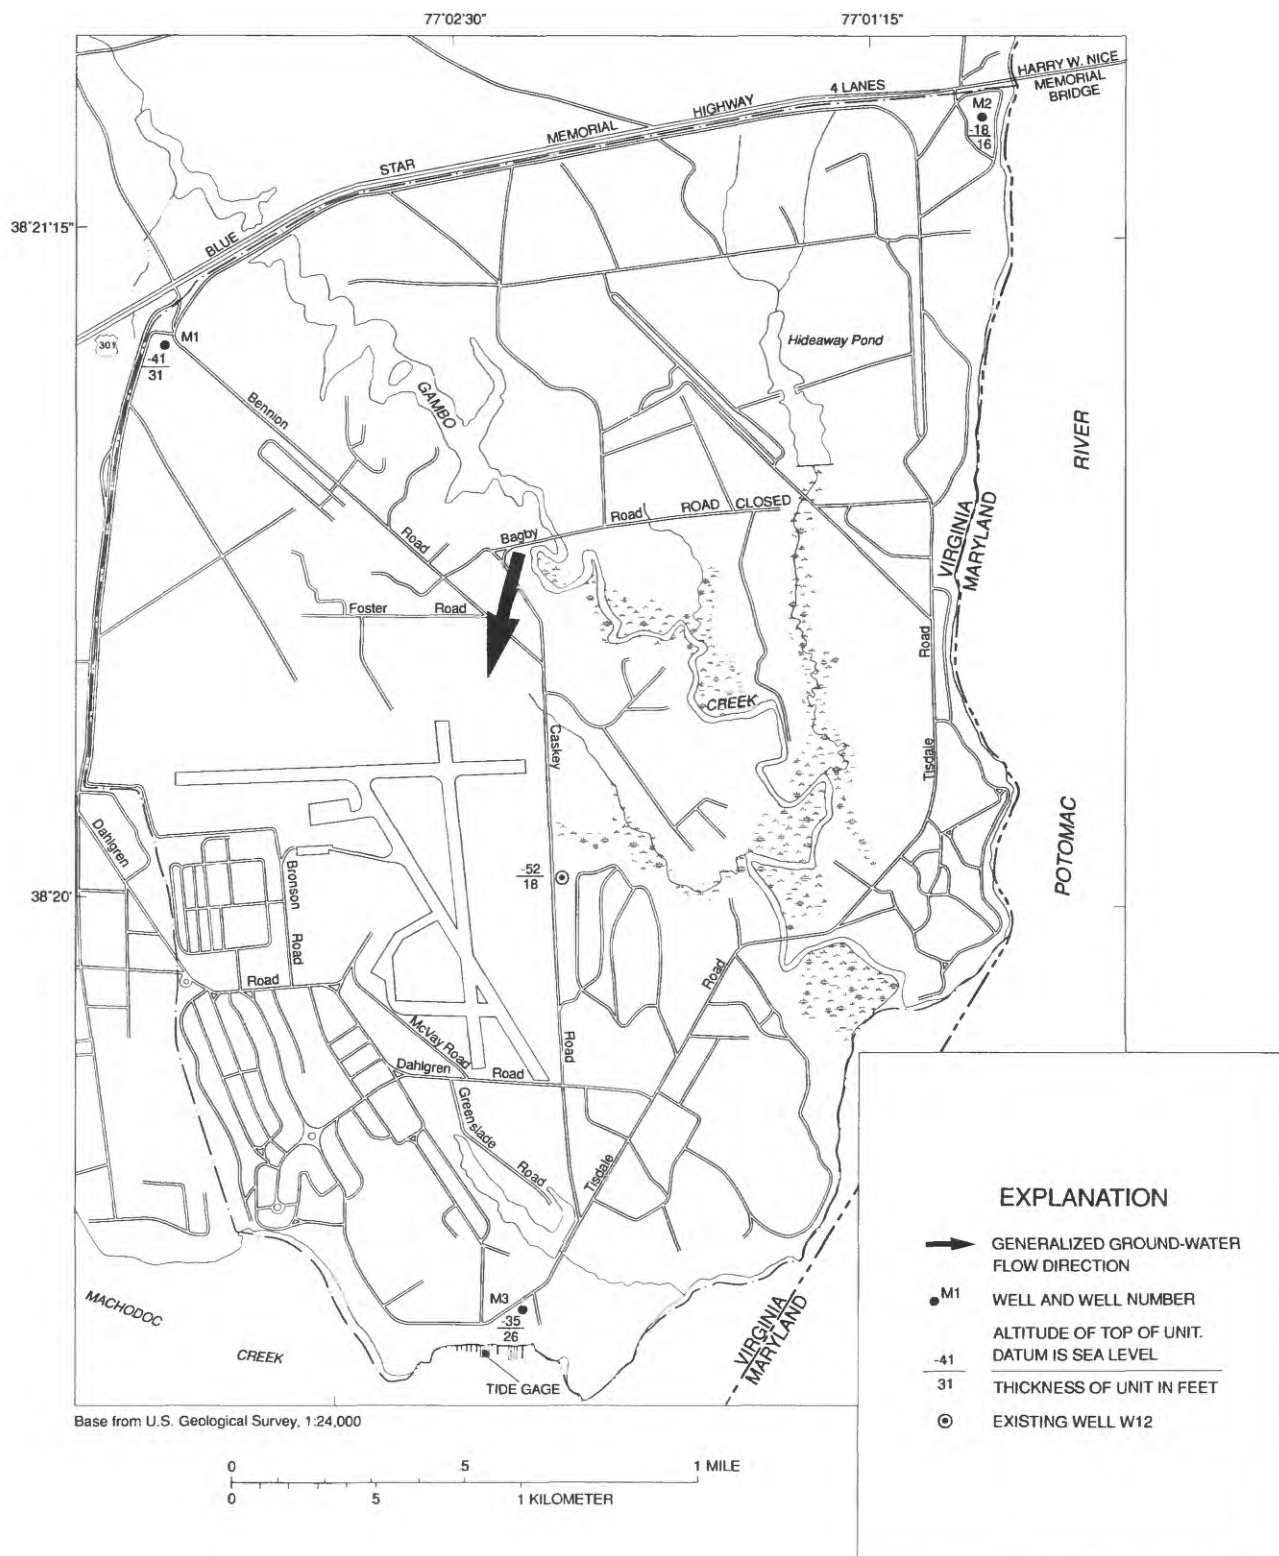 77°02'30"
77°01'15"
HARRY W. NICE
MEMORIAL
BRIDGE
4 LANES
HIGHWAY
MEMORIAL
STAR
BLUE
M2
-18
16
38°21'15"
301
M1
-41
31
Hideaway Pond
GAMBO
Bennion
Road
RIVER
ROAD CLOSED
Road
Bagby
VIRGINIA
MARYLAND
Foster Road
Road
CREEK
Caskey
Tisdale
POTOMAC
Dahlgren
Bronson
Road
-52
18
38°20'
Road
Road
McVay Road
Dahlgren Road
Road
Greenslade
Road
Tisdale
MACHODOC
CREEK
M3
-35
26
TIDE GAGE
VIRGINIA
MARYLAND
EXPLANATION
GENERALIZED GROUND-WATER
FLOW DIRECTION
M1 WELL AND WELL NUMBER
ALTITUDE OF TOP OF UNIT.
-41 DATUM IS SEA LEVEL
31 THICKNESS OF UNIT IN FEET
EXISTING WELL W12
Base from U.S. Geological Survey, 1:24,000
0 .5 1 MILE
0 5 1 KILOMETER